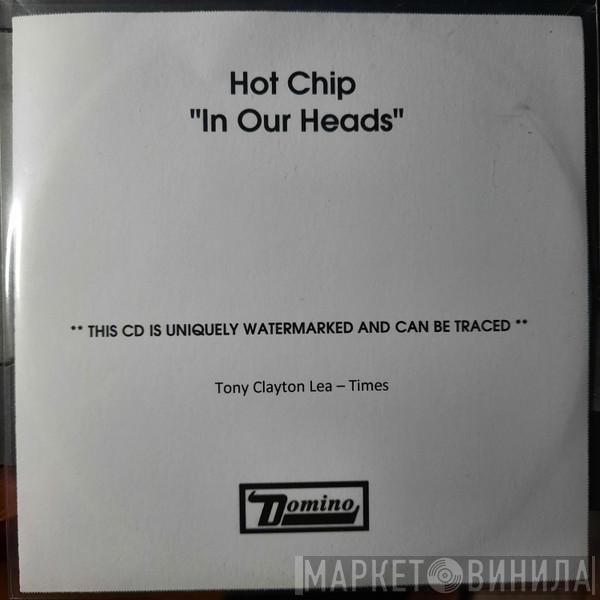 Hot Chip
"In Our Heads"
** THIS CD IS UNIQUELY WATERMARKED AND CAN BE TRACED **
Tony Clayton Lea – Times
Domino
МАРКЕТ ВИНИЛА